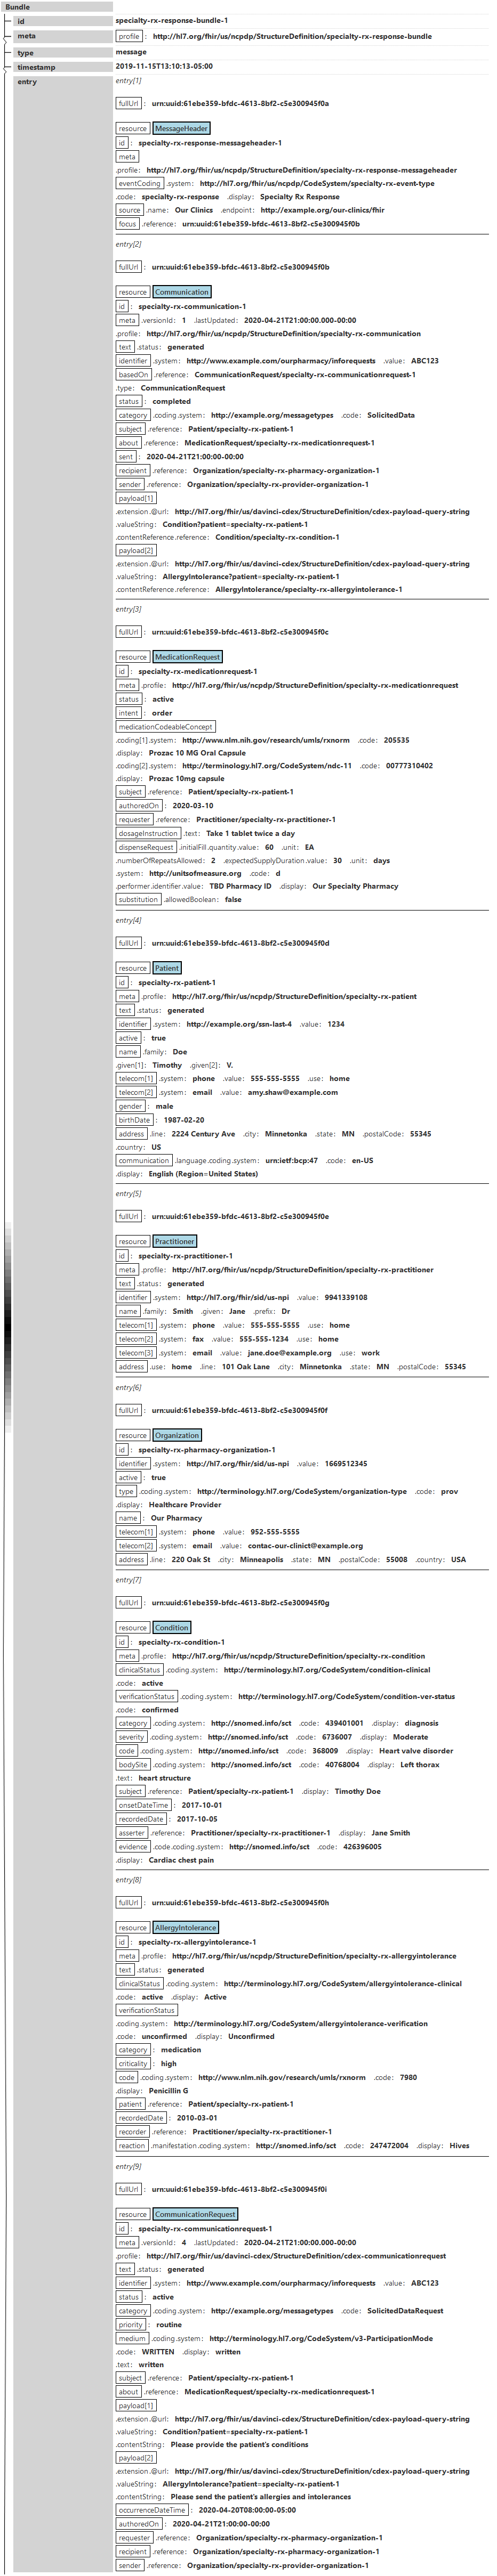 Bundle
id specialty-rx-response-bundle-1
meta profile : http://hl7.org/fhir/us/ncpdp/StructureDefinition/specialty-rx-response-bundle
type message
timestamp 2019-11-15T13:10:13-05:00
entry entry[1]
fullUrl : urn:uuid:61ebe359-bfdc-4613-8bf2-c5e300945f0a
resource MessageHeader
id : specialty-rx-response-messageheader-1
meta
.profile: http://hl7.org/fhir/us/ncpdp/StructureDefinition/specialty-rx-response-messageheader
eventCoding .system: http://hl7.org/fhir/us/ncpdp/CodeSystem/specialty-rx-event-type
.code: specialty-rx-response .display: Specialty Rx Response
source .name: Our Clinics .endpoint: http://example.org/our-clinics/fhir
focus .reference: urn:uuid:61ebe359-bfdc-4613-8bf2-c5e300945f0b
entry[2]
fullUrl : urn:uuid:61ebe359-bfdc-4613-8bf2-c5e300945f0b
resource Communication
id : specialty-rx-communication-1
meta .versionId: 1 .lastUpdated: 2020-04-21T21:00:00.000-00:00
.profile: http://hl7.org/fhir/us/ncpdp/StructureDefinition/specialty-rx-communication
text .status: generated
identifier .system: http://www.example.com/ourpharmacy/inforequests .value: ABC123
basedOn .reference: CommunicationRequest/specialty-rx-communicationrequest-1
.type: CommunicationRequest
status : completed
category .coding.system: http://example.org/messagetypes .code: SolicitedData
subject .reference: Patient/specialty-rx-patient-1
about .reference: MedicationRequest/specialty-rx-medicationrequest-1
sent : 2020-04-21T21:00:00-00:00
recipient .reference: Organization/specialty-rx-pharmacy-organization-1
sender .reference: Organization/specialty-rx-provider-organization-1
payload[1]
.extension.@url: http://hl7.org/fhir/us/davinci-cdex/StructureDefinition/cdex-payload-query-string
.valueString: Condition?patient=specialty-rx-patient-1
.contentReference.reference: Condition/specialty-rx-condition-1
payload[2]
.extension.@url: http://hl7.org/fhir/us/davinci-cdex/StructureDefinition/cdex-payload-query-string
.valueString: AllergyIntolerance?patient=specialty-rx-patient-1
.contentReference.reference: AllergyIntolerance/specialty-rx-allergyintolerance-1
entry[3]
fullUrl : urn:uuid:61ebe359-bfdc-4613-8bf2-c5e300945f0c
resource MedicationRequest
id : specialty-rx-medicationrequest-1
meta .profile: http://hl7.org/fhir/us/ncpdp/StructureDefinition/specialty-rx-medicationrequest
status : active
intent : order
medicationCodeableConcept
.coding[1].system: http://www.nlm.nih.gov/research/umls/rxnorm .code: 205535
.display: Prozac 10 MG Oral Capsule
.coding[2].system: http://terminology.hl7.org/CodeSystem/ndc-11 .code: 00777310402
.display: Prozac 10mg capsule
subject .reference: Patient/specialty-rx-patient-1
authoredOn : 2020-03-10
requester .reference: Practitioner/specialty-rx-practitioner-1
dosageInstruction .text: Take 1 tablet twice a day
dispenseRequest .initialFill.quantity.value: 60 .unit: EA
.numberOfRepeatsAllowed: 2 .expectedSupplyDuration.value: 30 .unit: days
.system: http://unitsofmeasure.org .code: d
.performer.identifier.value: TBD Pharmacy ID .display: Our Specialty Pharmacy
substitution .allowedBoolean: false
entry[4]
fullUrl : urn:uuid:61ebe359-bfdc-4613-8bf2-c5e300945f0d
resource Patient
id : specialty-rx-patient-1
meta .profile: http://hl7.org/fhir/us/ncpdp/StructureDefinition/specialty-rx-patient
text .status: generated
identifier .system: http://example.org/ssn-last-4 .value: 1234
active : true
name .family: Doe
.given[1]: Timothy .given[2]: V.
telecom[1] .system: phone .value: 555-555-5555 .use: home
telecom[2] .system: email .value: amy.shaw@example.com
gender : male
birthDate : 1987-02-20
address .line: 2224 Century Ave .city: Minnetonka .state: MN .postalCode: 55345
.country: US
communication .language.coding.system: urn:ietf:bcp:47 .code: en-US
.display: English (Region=United States)
entry[5]
fullUrl : urn:uuid:61ebe359-bfdc-4613-8bf2-c5e300945f0e
resource Practitioner
id : specialty-rx-practitioner-1
meta .profile: http://hl7.org/fhir/us/ncpdp/StructureDefinition/specialty-rx-practitioner
text .status: generated
identifier .system: http://hl7.org/fhir/sid/us-npi .value: 9941339108
name .family: Smith .given: Jane .prefix: Dr
telecom[1] .system: phone .value: 555-555-5555 .use: home
telecom[2] .system: fax .value: 555-555-1234 .use: home
telecom[3] .system: email .value: jane.doe@example.org .use: work
address .use: home .line: 101 Oak Lane .city: Minnetonka .state: MN .postalCode: 55345
entry[6]
fullUrl : urn:uuid:61ebe359-bfdc-4613-8bf2-c5e300945f0f
resource Organization
id : specialty-rx-pharmacy-organization-1
identifier .system: http://hl7.org/fhir/sid/us-npi .value: 1669512345
active : true
type .coding.system: http://terminology.hl7.org/CodeSystem/organization-type .code: prov
.display: Healthcare Provider
name : Our Pharmacy
telecom[1] .system: phone .value: 952-555-5555
telecom[2] .system: email .value: contac-our-clinict@example.org
address .line: 220 Oak St .city: Minneapolis .state: MN .postalCode: 55008 .country: USA
entry[7]
fullUrl : urn:uuid:61ebe359-bfdc-4613-8bf2-c5e300945f0g
resource Condition
id : specialty-rx-condition-1
meta .profile: http://hl7.org/fhir/us/ncpdp/StructureDefinition/specialty-rx-condition
clinicalStatus .coding.system: http://terminology.hl7.org/CodeSystem/condition-clinical
.code: active
verificationStatus .coding.system: http://terminology.hl7.org/CodeSystem/condition-ver-status
.code: confirmed
category .coding.system: http://snomed.info/sct .code: 439401001 .display: diagnosis
severity .coding.system: http://snomed.info/sct .code: 6736007 .display: Moderate
code .coding.system: http://snomed.info/sct .code: 368009 .display: Heart valve disorder
bodySite .coding.system: http://snomed.info/sct .code: 40768004 .display: Left thorax
.text: heart structure
subject .reference: Patient/specialty-rx-patient-1 .display: Timothy Doe
onsetDateTime : 2017-10-01
recordedDate : 2017-10-05
asserter .reference: Practitioner/specialty-rx-practitioner-1 .display: Jane Smith
evidence .code.coding.system: http://snomed.info/sct .code: 426396005
.display: Cardiac chest pain
entry[8]
fullUrl : urn:uuid:61ebe359-bfdc-4613-8bf2-c5e300945f0h
resource AllergyIntolerance
id : specialty-rx-allergyintolerance-1
meta .profile: http://hl7.org/fhir/us/ncpdp/StructureDefinition/specialty-rx-allergyintolerance
text .status: generated
clinicalStatus .coding.system: http://terminology.hl7.org/CodeSystem/allergyintolerance-clinical
.code: active .display: Active
verificationStatus
.coding.system: http://terminology.hl7.org/CodeSystem/allergyintolerance-verification
.code: unconfirmed .display: Unconfirmed
category : medication
criticality : high
code .coding.system: http://www.nlm.nih.gov/research/umls/rxnorm .code: 7980
.display: Penicillin G
patient .reference: Patient/specialty-rx-patient-1
recordedDate : 2010-03-01
recorder .reference: Practitioner/specialty-rx-practitioner-1
reaction .manifestation.coding.system: http://snomed.info/sct .code: 247472004 .display: Hives
entry[9]
fullUrl : urn:uuid:61ebe359-bfdc-4613-8bf2-c5e300945f0i
resource CommunicationRequest
id : specialty-rx-communicationrequest-1
meta .versionId: 4 .lastUpdated: 2020-04-21T21:00:00.000-00:00
.profile: http://hl7.org/fhir/us/davinci-cdex/StructureDefinition/cdex-communicationrequest
text .status: generated
identifier .system: http://www.example.com/ourpharmacy/inforequests .value: ABC123
status : active
category .coding.system: http://example.org/messagetypes .code: SolicitedDataRequest
priority : routine
medium .coding.system: http://terminology.hl7.org/CodeSystem/v3-ParticipationMode
.code: WRITTEN .display: written
.text: written
subject .reference: Patient/specialty-rx-patient-1
about .reference: MedicationRequest/specialty-rx-medicationrequest-1
payload[1]
.extension.@url: http://hl7.org/fhir/us/davinci-cdex/StructureDefinition/cdex-payload-query-string
.valueString: Condition?patient=specialty-rx-patient-1
.contentString: Please provide the patient's conditions
payload[2]
.extension.@url: http://hl7.org/fhir/us/davinci-cdex/StructureDefinition/cdex-payload-query-string
.valueString: AllergyIntolerance?patient=specialty-rx-patient-1
.contentString: Please send the patient's allergies and intolerances
occurrenceDateTime : 2020-04-20T08:00:00-05:00
authoredOn : 2020-04-21T21:00:00-00:00
requester .reference: Organization/specialty-rx-pharmacy-organization-1
recipient .reference: Organization/specialty-rx-pharmacy-organization-1
sender .reference: Organization/specialty-rx-provider-organization-1